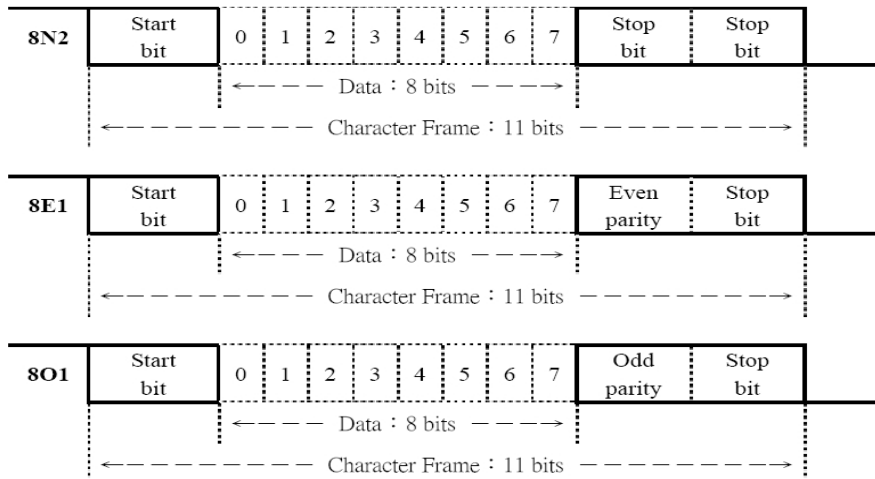 8N2 Start bit 0 1 2 3 4 5 6 7 Stop bit Stop bit
Data : 8 bits
Character Frame : 11 bits
8E1 Start bit 0 1 2 3 4 5 6 7 Even parity Stop bit
Data : 8 bits
Character Frame : 11 bits
8O1 Start bit 0 1 2 3 4 5 6 7 Odd parity Stop bit
Data : 8 bits
Character Frame : 11 bits